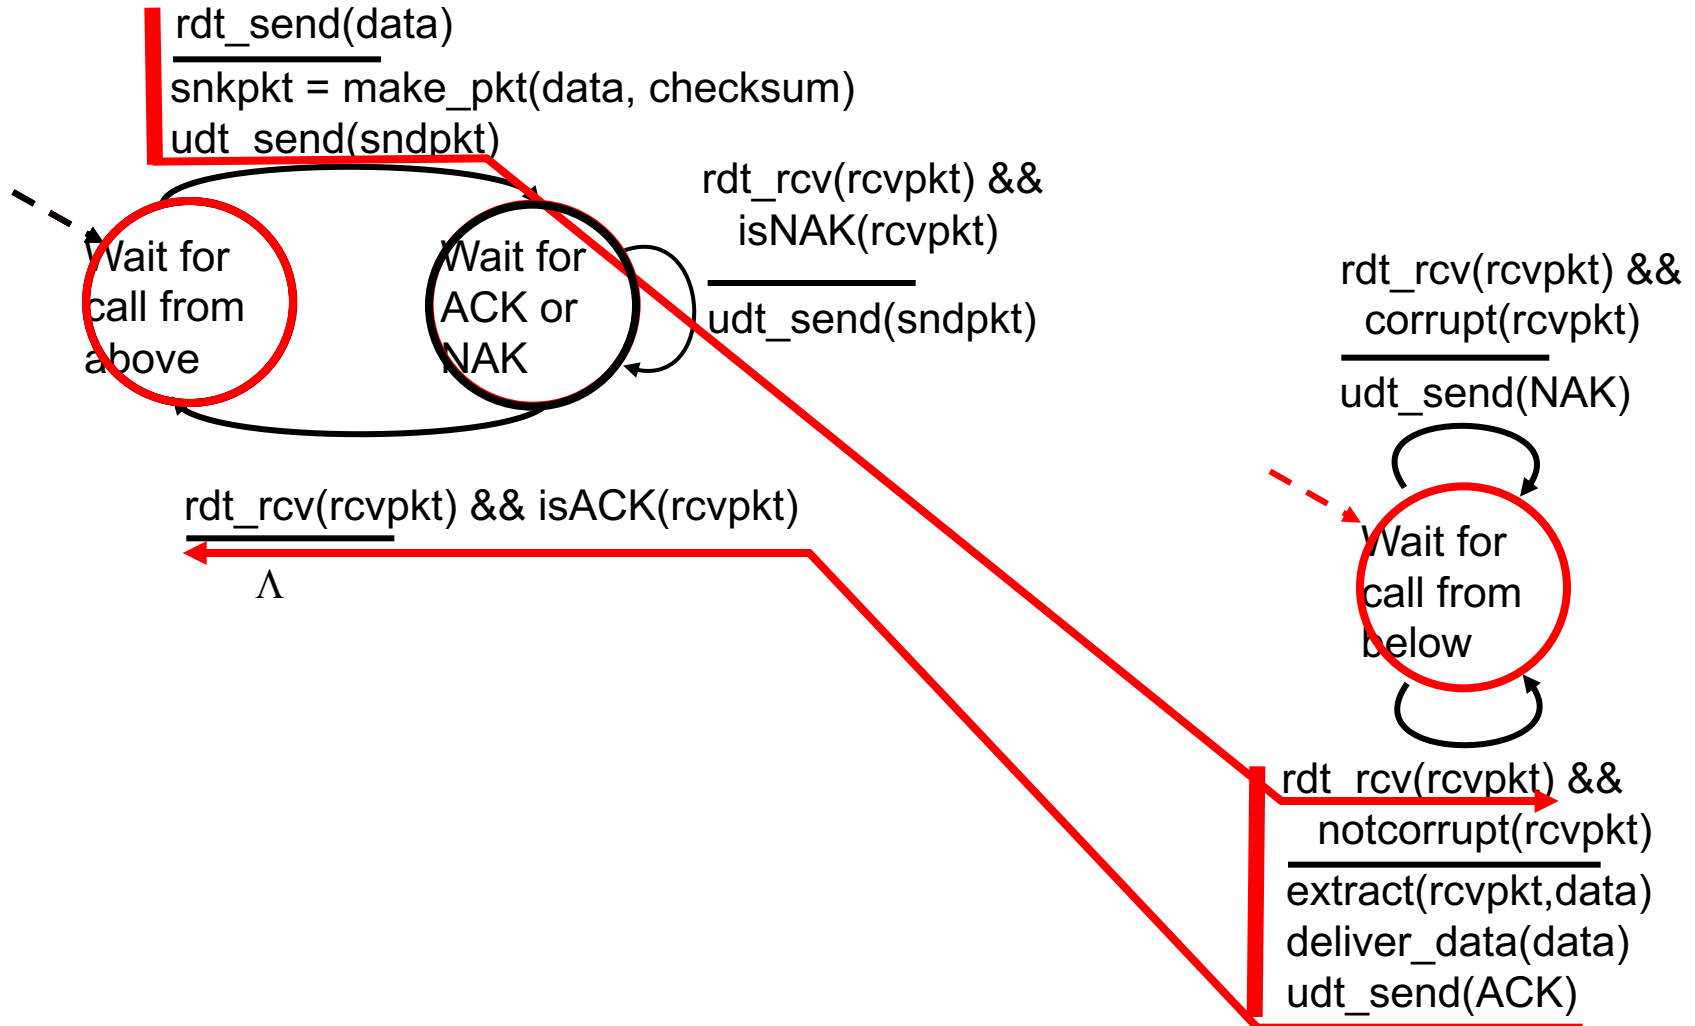 rdt_send(data)
snkpkt = make_pkt(data, checksum)
udt_send(sndpkt)
rdt_rcv(rcvpkt) &&
isNAK(rcvpkt)
udt_send(sndpkt)
Wait for
call from
above
Wait for
ACK or
NAK
rdt_rcv(rcvpkt) && isACK(rcvpkt)
Λ
rdt_rcv(rcvpkt) &&
corrupt(rcvpkt)
udt_send(NAK)
Wait for
call from
below
rdt_rcv(rcvpkt) &&
notcorrupt(rcvpkt)
extract(rcvpkt,data)
deliver_data(data)
udt_send(ACK)